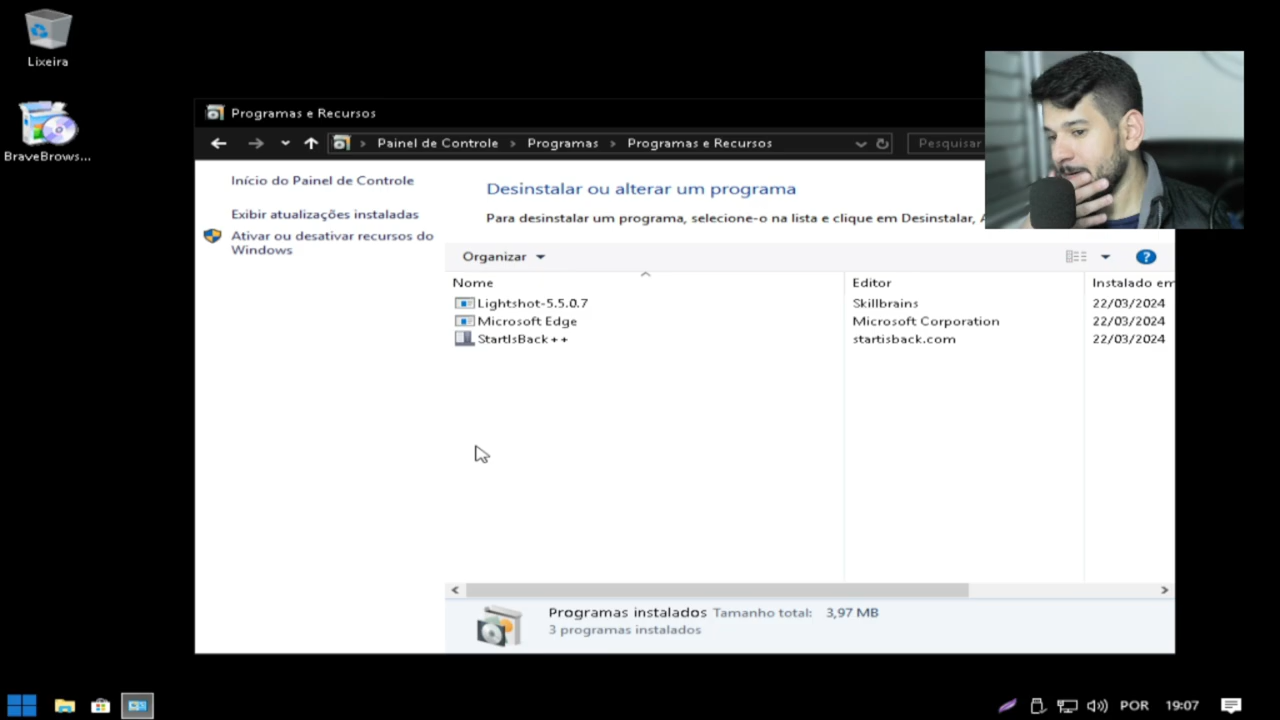 Lixeira
BraveBrows...
Programas e Recursos
Painel de Controle
Programas
Programas e Recursos
Pesquisar
Início do Painel de Controle
Exibir atualizações instaladas
Ativar ou desativar recursos do
Windows
Desinstalar ou alterar um programa
Para desinstalar um programa, selecione-o na lista e clique em Desinstalar, A
Organizar
Nome
Editor
Instalado em
Lightshot-5.5.0.7
Skillbrains
22/03/2024
Microsoft Edge
Microsoft Corporation
22/03/2024
StartIsBack++
startisback.com
22/03/2024
Programas instalados Tamanho total: 3,97 MB
3 programas instalados
POR
19:07